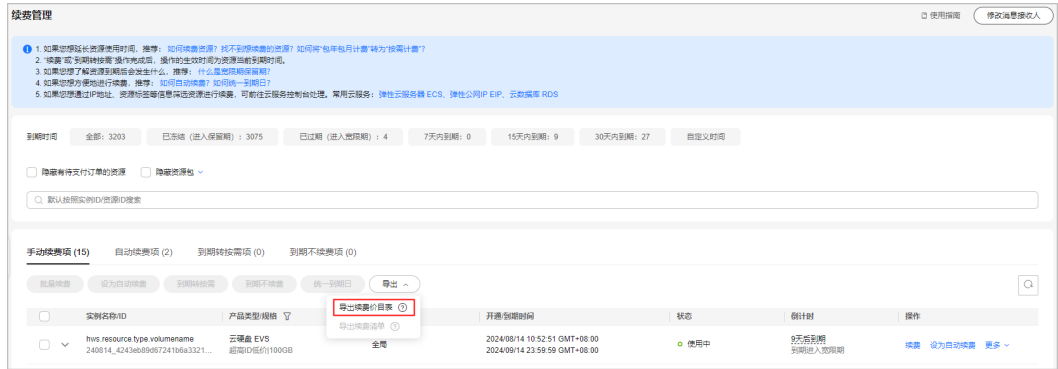 续费管理
使用指南
修改消息接收人
1. 如果您想延长资源使用时间，推荐： 如何续费资源? 找不到想续费的资源? 如何将“包年包月计费”转为“按需计费”?
2. “续费”或“到期转按需”操作完成后，操作的生效时间为资源当前到期时间。
3. 如果您想了解资源到期后会发生什么，推荐： 什么是宽限期保留期?
4. 如果您想方便地进行续费，推荐： 如何自动续费? 如何统一到期日?
5. 如果您想通过IP地址、资源标签等信息筛选资源进行续费，可前往云服务控制台处理。常用云服务： 弹性云服务器 ECS、弹性公网IP EIP、云数据库 RDS
到期时间 全部: 3203 已冻结 (进入保留期) : 3075 已过期 (进入宽限期) : 4 7天内到期: 0 15天内到期: 9 30天内到期: 27 自定义时间
隐藏有待支付订单的资源 隐藏资源包
默认按照实例ID/资源ID搜索
手动续费项 (15) 自动续费项 (2) 到期转按需项 (0) 到期不续费项 (0)
批量续费 设为自动续费 到期转按需 到期不续费 统一到期日 导出
导出续费价目表
导出续费清单
实例名称/ID 产品类型/规格 开通/到期时间 状态 倒计时 操作
hws.resource.type.volumename 云硬盘 EVS 全局 2024/08/14 10:52:51 GMT+08:00 使用中 9天后到期 续费 设为自动续费 更多
240814_4243eb89d67241b6a3321... 超高IO低价|100GB 2024/09/14 23:59:59 GMT+08:00 到期进入宽限期